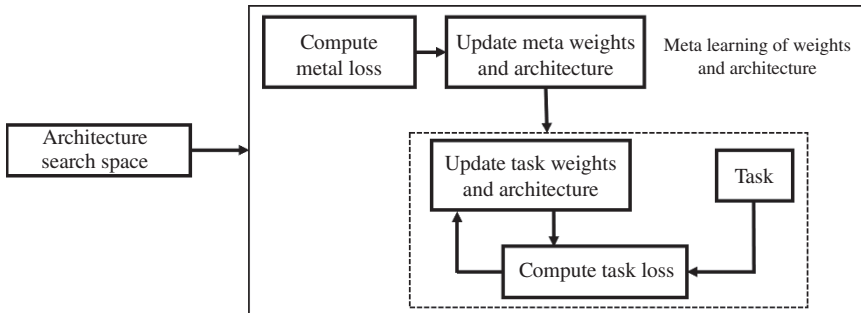 Compute
metal loss
Update meta weights
and architecture
Meta learning of weights
and architecture
Architecture
search space
Update task weights
and architecture
Task
Compute task loss